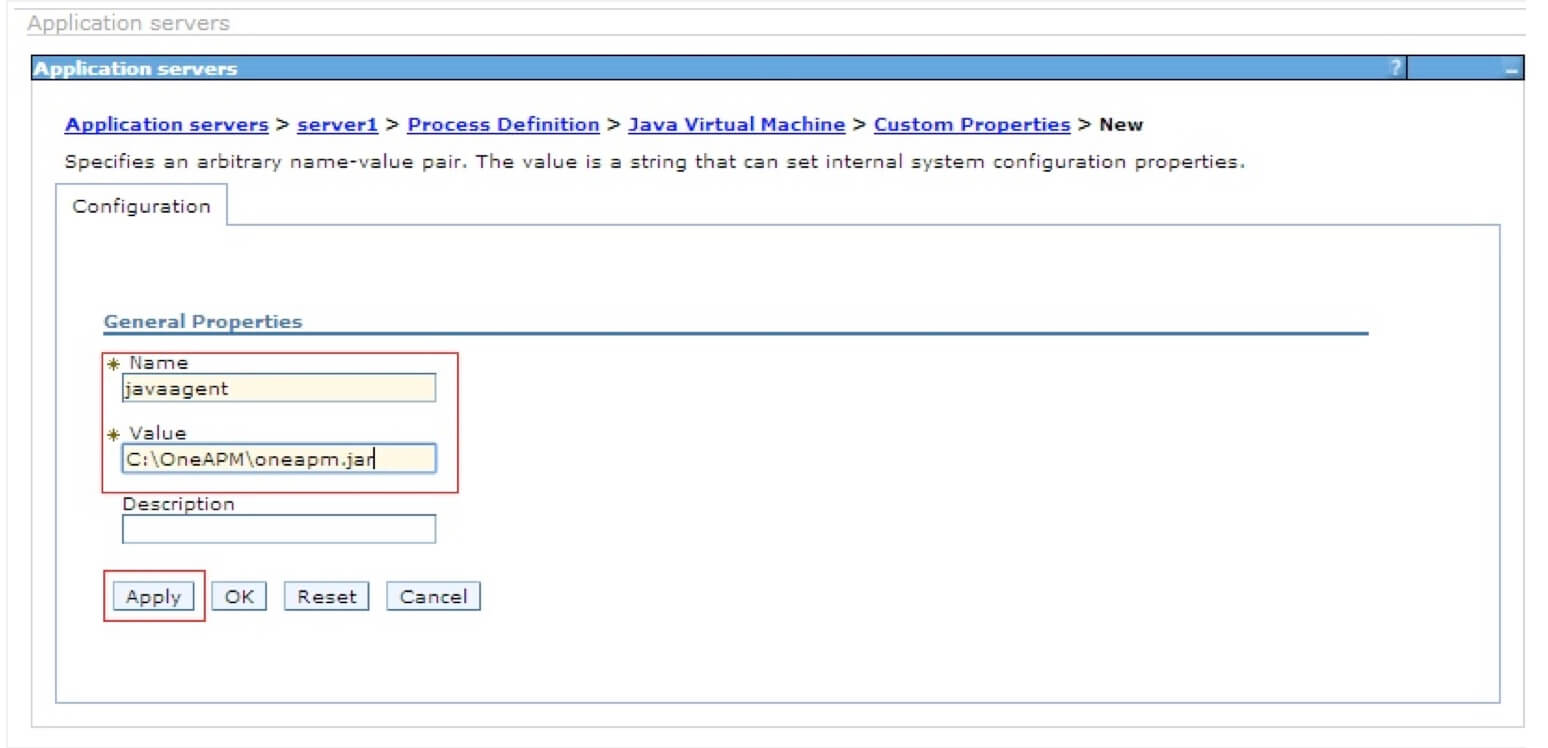 Application servers
Application servers ? _
Application servers > server1 > Process Definition > Java Virtual Machine > Custom Properties > New
Specifies an arbitrary name-value pair. The value is a string that can set internal system configuration properties.
Configuration
General Properties
* Name
javaagent
* Value
C:\OneAPM\oneapm.jar
Description
Apply OK Reset Cancel